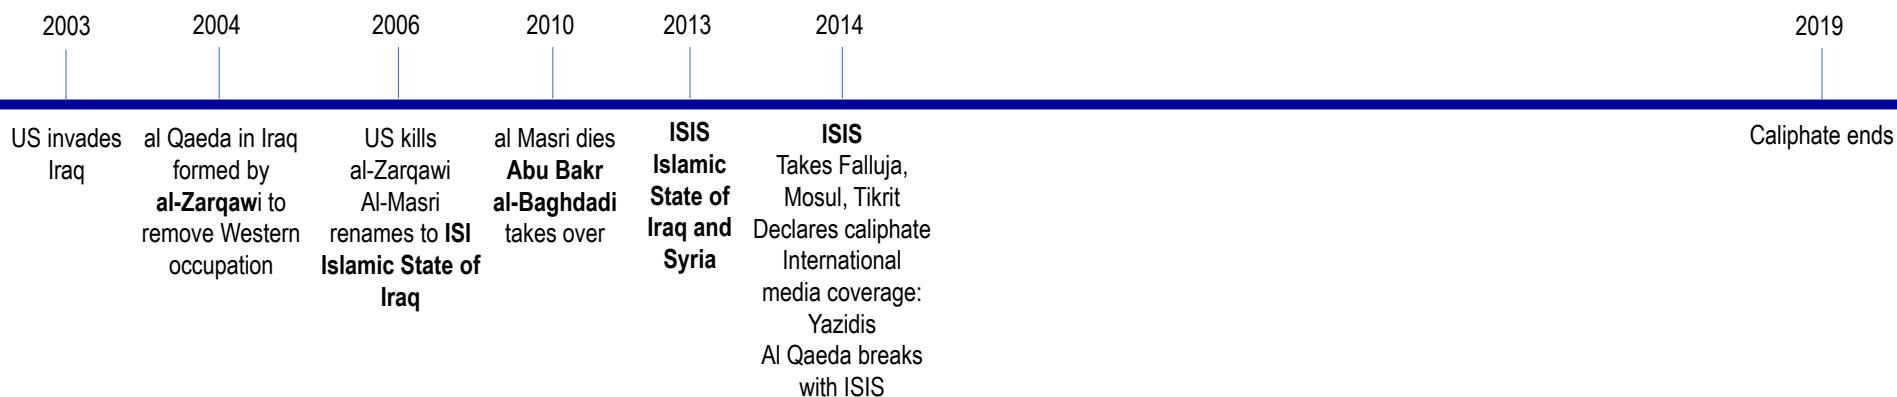 2003
2004
2006
2010
2013
2014
2019
US invades
Iraq
al Qaeda in Iraq
formed by
al-Zarqawi to
remove Western
occupation
US kills
al-Zarqawi
Al-Masri
renames to ISI
Islamic State of
Iraq
al Masri dies
Abu Bakr
al-Baghdadi
takes over
ISIS
Islamic
State of
Iraq and
Syria
ISIS
Takes Falluja,
Mosul, Tikrit
Declares caliphate
International
media coverage:
Yazidis
Al Qaeda breaks
with ISIS
Caliphate ends